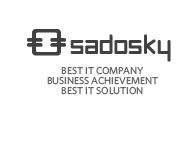 sadosky
BEST IT COMPANY
BUSINESS ACHIEVEMENT
BEST IT SOLUTION